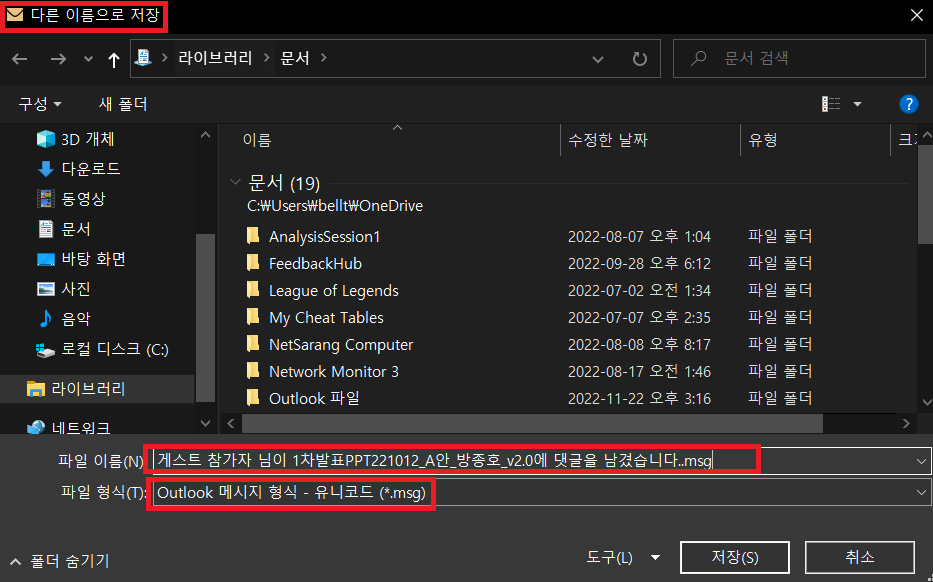 다른 이름으로 저장
라이브러리 > 문서 >
문서 검색
구성 새 폴더
3D 개체
다운로드
동영상
문서
바탕 화면
사진
음악
로컬 디스크 (C:)
라이브러리
네트워크
이름 수정한 날짜 유형 크기
문서 (19)
C:₩Users₩bellt₩OneDrive
AnalysisSession1 2022-08-07 오후 1:04 파일 폴더
FeedbackHub 2022-09-28 오후 6:12 파일 폴더
League of Legends 2022-07-02 오전 1:34 파일 폴더
My Cheat Tables 2022-07-07 오후 2:35 파일 폴더
NetSarang Computer 2022-08-08 오후 8:17 파일 폴더
Network Monitor 3 2022-08-17 오전 1:46 파일 폴더
Outlook 파일 2022-11-22 오후 3:16 파일 폴더
파일 이름(N): 게스트 참가자 님이 1차발표PPT221012_A안_방종호_v2.0에 댓글을 남겼습니다..msg
파일 형식(T): Outlook 메시지 형식 - 유니코드 (*.msg)
폴더 숨기기
도구(L) 저장(S) 취소